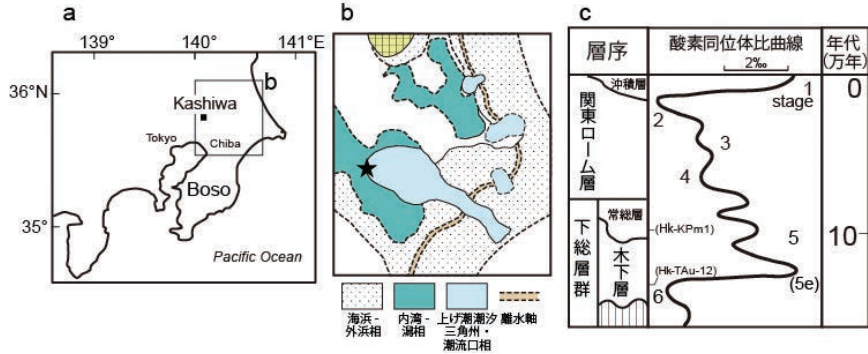 a
139°
140°
141°E
36°N
35°
b
Kashiwa
Tokyo
Chiba
Boso
Pacific Ocean
b
海浜-
外浜相
内湾-
潟相
上げ潮潮汐
三角州・
潮流口相
離水軸
c
層序
酸素同位体比曲線
2‰
年代
(万年)
沖積層
関東ローム層
下総層群
常総層
木下層
(Hk-KPm1)
(Hk-TAu-12)
1
stage
2
3
4
5
(5e)
6
0
10